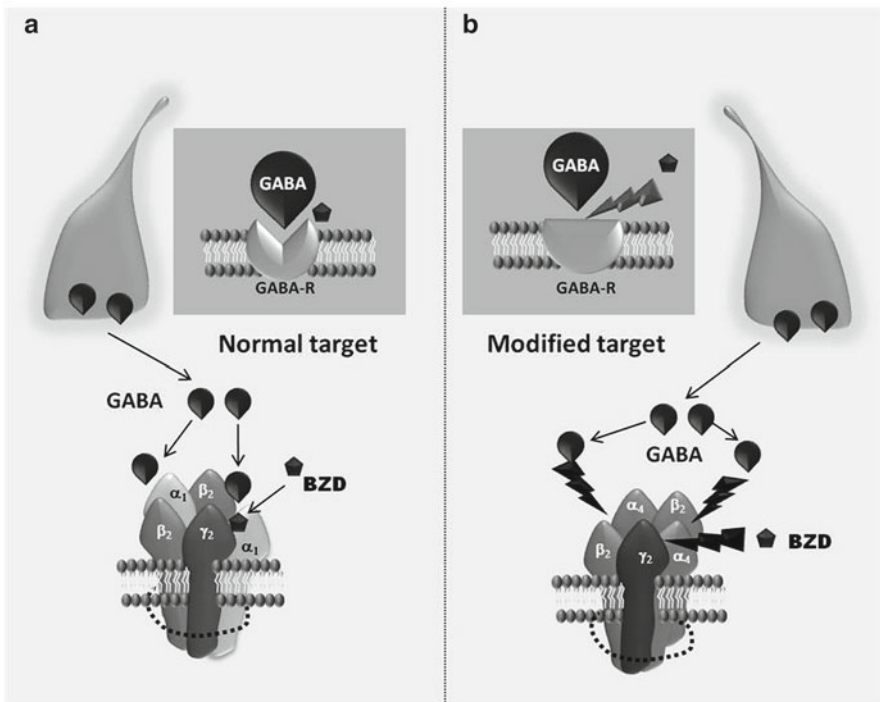 a
GABA
GABA-R
Normal target
GABA
BZD
α₁
β₂
β₂
γ₂
α₁
b
GABA
GABA-R
Modified target
GABA
α₄
β₂
β₂
γ₂
α₄
BZD